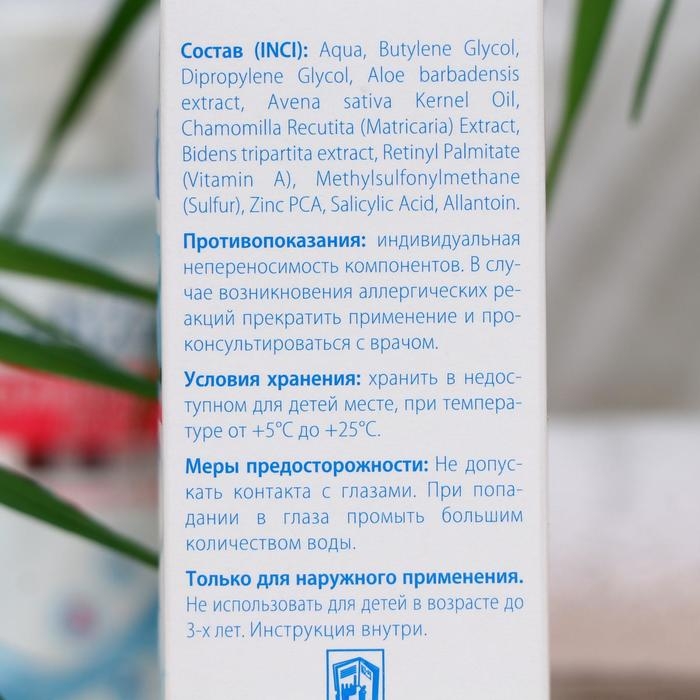 Состав (INCI): Aqua, Butylene Glycol,
Dipropylene Glycol, Aloe barbadensis
extract, Avena sativa Kernel Oil,
Chamomilla Recutita (Matricaria) Extract,
Bidens tripartita extract, Retinyl Palmitate
(Vitamin A), Methylsulfonylmethane
(Sulfur), Zinc PCA, Salicylic Acid, Allantoin.
Противопоказания: индивидуальная
непереносимость компонентов. В слу-
чае возникновения аллергических ре-
акций прекратить применение и про-
консультироваться с врачом.
Условия хранения: хранить в недос-
тупном для детей месте, при темпера-
туре от +5°C до +25°C.
Меры предосторожности: Не допус-
кать контакта с глазами. При попа-
дании в глаза промыть большим
количеством воды.
Только для наружного применения.
Не использовать для детей в возрасте до
3-х лет. Инструкция внутри.